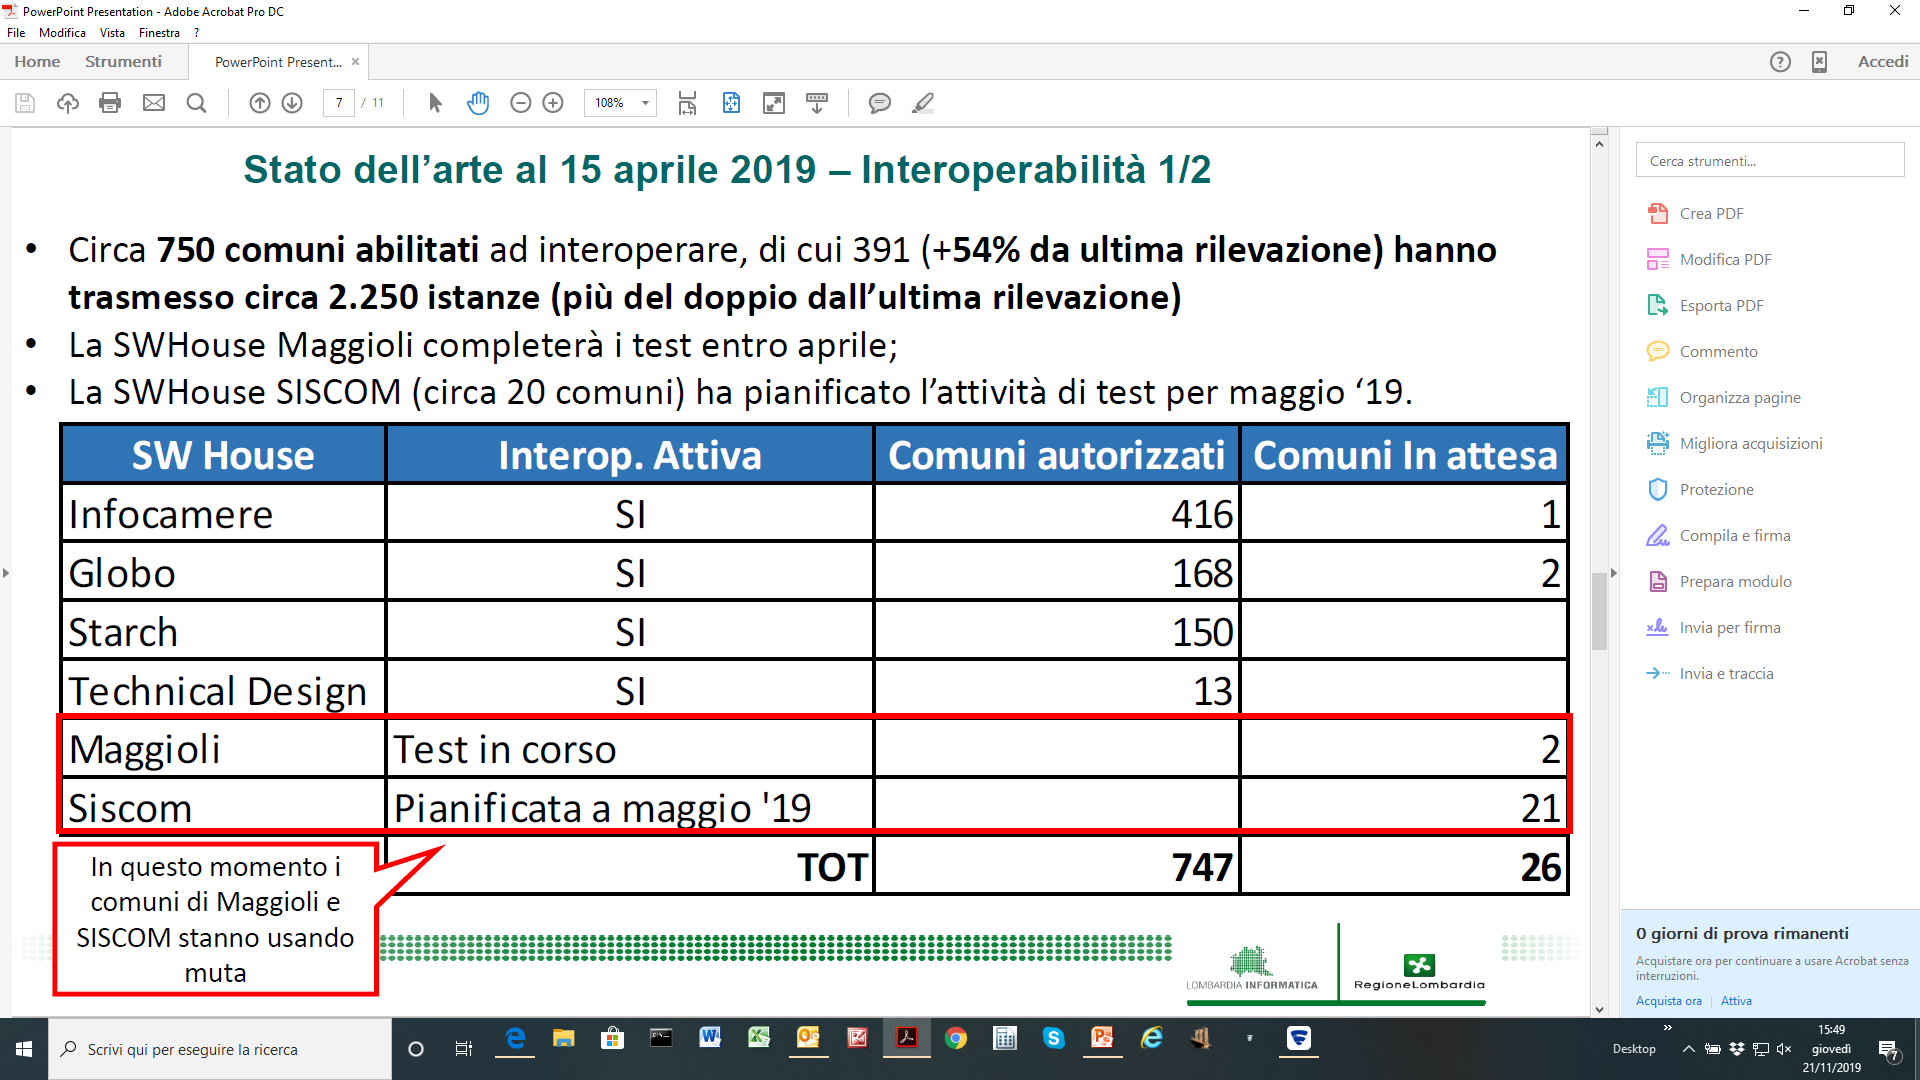 PowerPoint Presentation - Adobe Acrobat Pro DC
File Modifica Vista Finestra ?
Home Strumenti PowerPoint Present... × Accedi
7 / 11 108%
Stato dell’arte al 15 aprile 2019 – Interoperabilità 1/2
• Circa 750 comuni abilitati ad interoperare, di cui 391 (+54% da ultima rilevazione) hanno
trasmesso circa 2.250 istanze (più del doppio dall’ultima rilevazione)
• La SWHouse Maggioli completerà i test entro aprile;
• La SWHouse SISCOM (circa 20 comuni) ha pianificato l’attività di test per maggio ‘19.
SW House Interop. Attiva Comuni autorizzati Comuni In attesa
Infocamere SI 416 1
Globo SI 168 2
Starch SI 150
Technical Design SI 13
Maggioli Test in corso 2
Siscom Pianificata a maggio '19 21
TOT 747 26
In questo momento i
comuni di Maggioli e
SISCOM stanno usando
muta
LOMBARDIA INFORMATICA
RegioneLombardia
Cerca strumenti...
Crea PDF
Modifica PDF
Esporta PDF
Commento
Organizza pagine
Migliora acquisizioni
Protezione
Compila e firma
Prepara modulo
Invia per firma
Invia e traccia
0 giorni di prova rimanenti
Acquistare ora per continuare a usare Acrobat senza
interruzioni.
Acquista ora | Attiva
Scrivi qui per eseguire la ricerca
Desktop
15:49
giovedì
21/11/2019
7